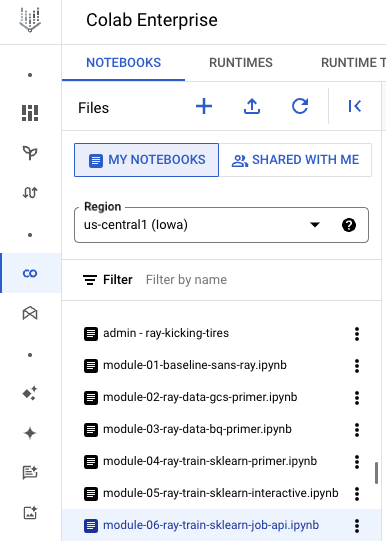 Colab Enterprise
NOTEBOOKS RUNTIMES RUNTIME T
Files
MY NOTEBOOKS SHARED WITH ME
Region
us-central1 (Iowa)
Filter Filter by name
admin - ray-kicking-tires
module-01-baseline-sans-ray.ipynb
module-02-ray-data-gcs-primer.ipynb
module-03-ray-data-bq-primer.ipynb
module-04-ray-train-sklearn-primer.ipynb
module-05-ray-train-sklearn-interactive.ipynb
module-06-ray-train-sklearn-job-api.ipynb